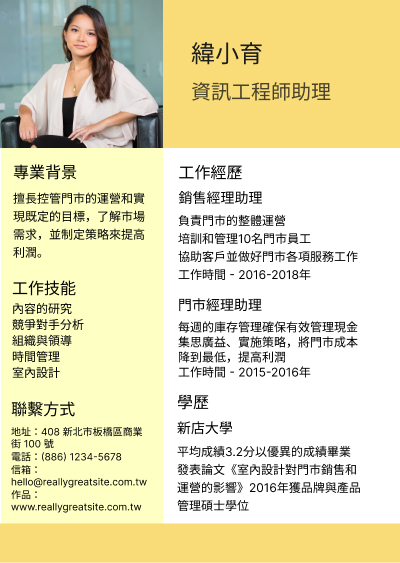 緯小育
資訊工程師助理
專業背景
擅長控管門市的運營和實
現既定的目標，了解市場
需求，並制定策略來提高
利潤。
工作技能
內容的研究
競爭對手分析
組織與領導
時間管理
室內設計
聯繫方式
地址：408 新北市板橋區商業
街 100 號
電話：(886) 1234-5678
信箱：
hello@reallygreatsite.com.tw
作品：
www.reallygreatsite.com.tw
工作經歷
銷售經理助理
負責門市的整體運營
培訓和管理10名門市員工
協助客戶並做好門市各項服務工作
工作時間 - 2016-2018年
門市經理助理
每週的庫存管理確保有效管理現金
集思廣益、實施策略，將門市成本
降到最低，提高利潤
工作時間 - 2015-2016年
學歷
新店大學
平均成績3.2分以優異的成績畢業
發表論文《室內設計對門市銷售和
運營的影響》2016年獲品牌與產品
管理碩士學位